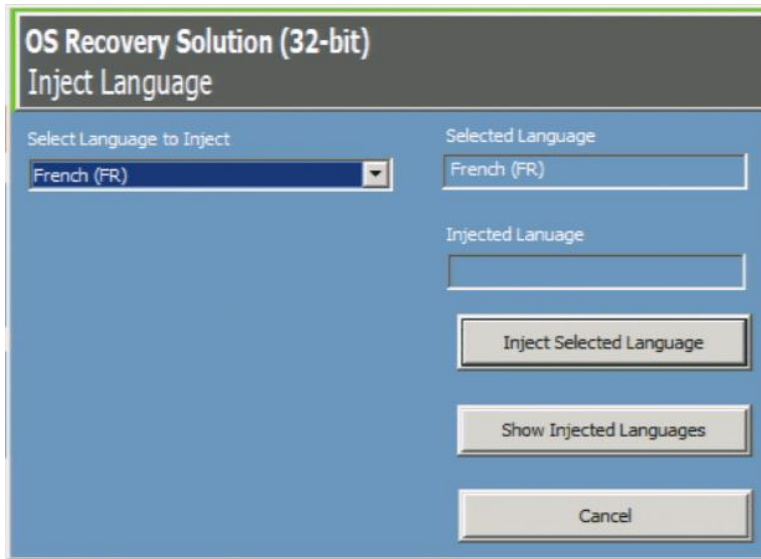 OS Recovery Solution (32-bit)
Inject Language
Select Language to Inject
French (FR)
Selected Language
French (FR)
Injected Lanuage
Inject Selected Language
Show Injected Languages
Cancel